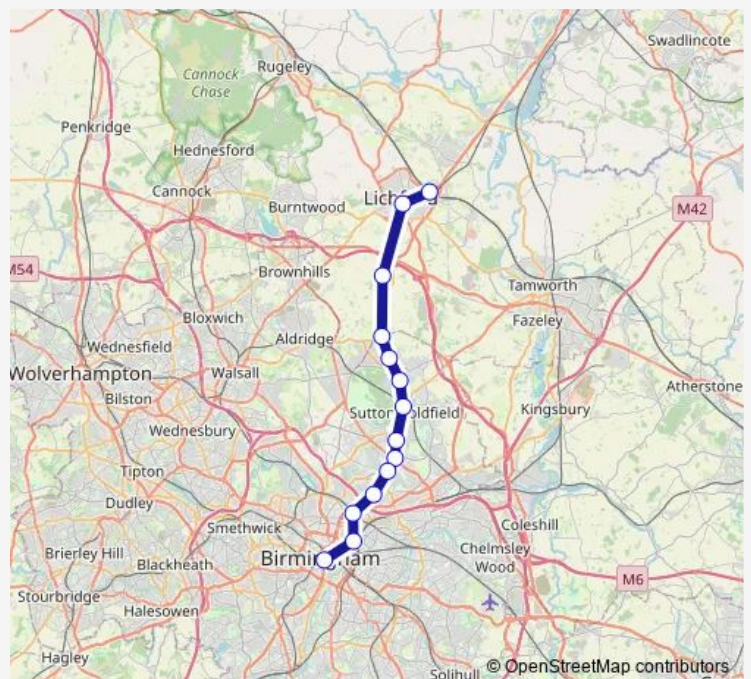 Swadlincote
Rugeley
Cannock
Chase
Penkridge
Hednesford
Cannock
Burntwood
M42
Brownhills
Tamworth
Bloxwich
Fazeley
Wednesfield
Aldridge
Wolverhampton
Walsall
Bilston
Atherstone
Kingsbury
Wednesbury
Tipton
Dudley
Smethwick
Coleshill
Brierley Hill
Blackheath
Chelmsley
Wood
M6
Stourbridge
Halesowen
Hagley
Solihull
© OpenStreetMap contributors